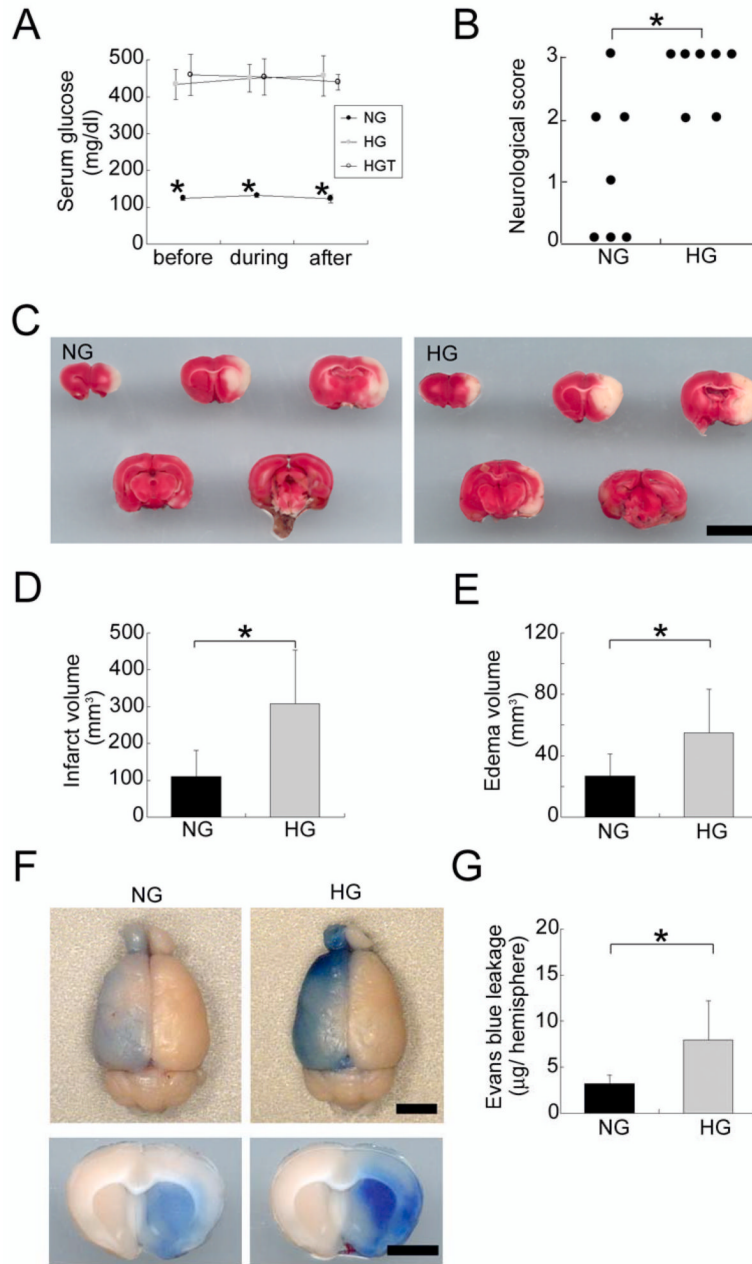 A
Serum glucose
(mg/dl)
500
400
300
200
100
0
* * *
before during after
NG
HG
HGT
B
Neurological score
3
2
1
0
*
NG HG
C
NG
HG
D
Infarct volume
(mm³)
500
400
300
200
100
0
*
NG HG
E
Edema volume
(mm³)
120
80
40
0
*
NG HG
F
NG HG
G
Evans blue leakage
(µg/ hemisphere)
20
15
10
5
0
*
NG HG